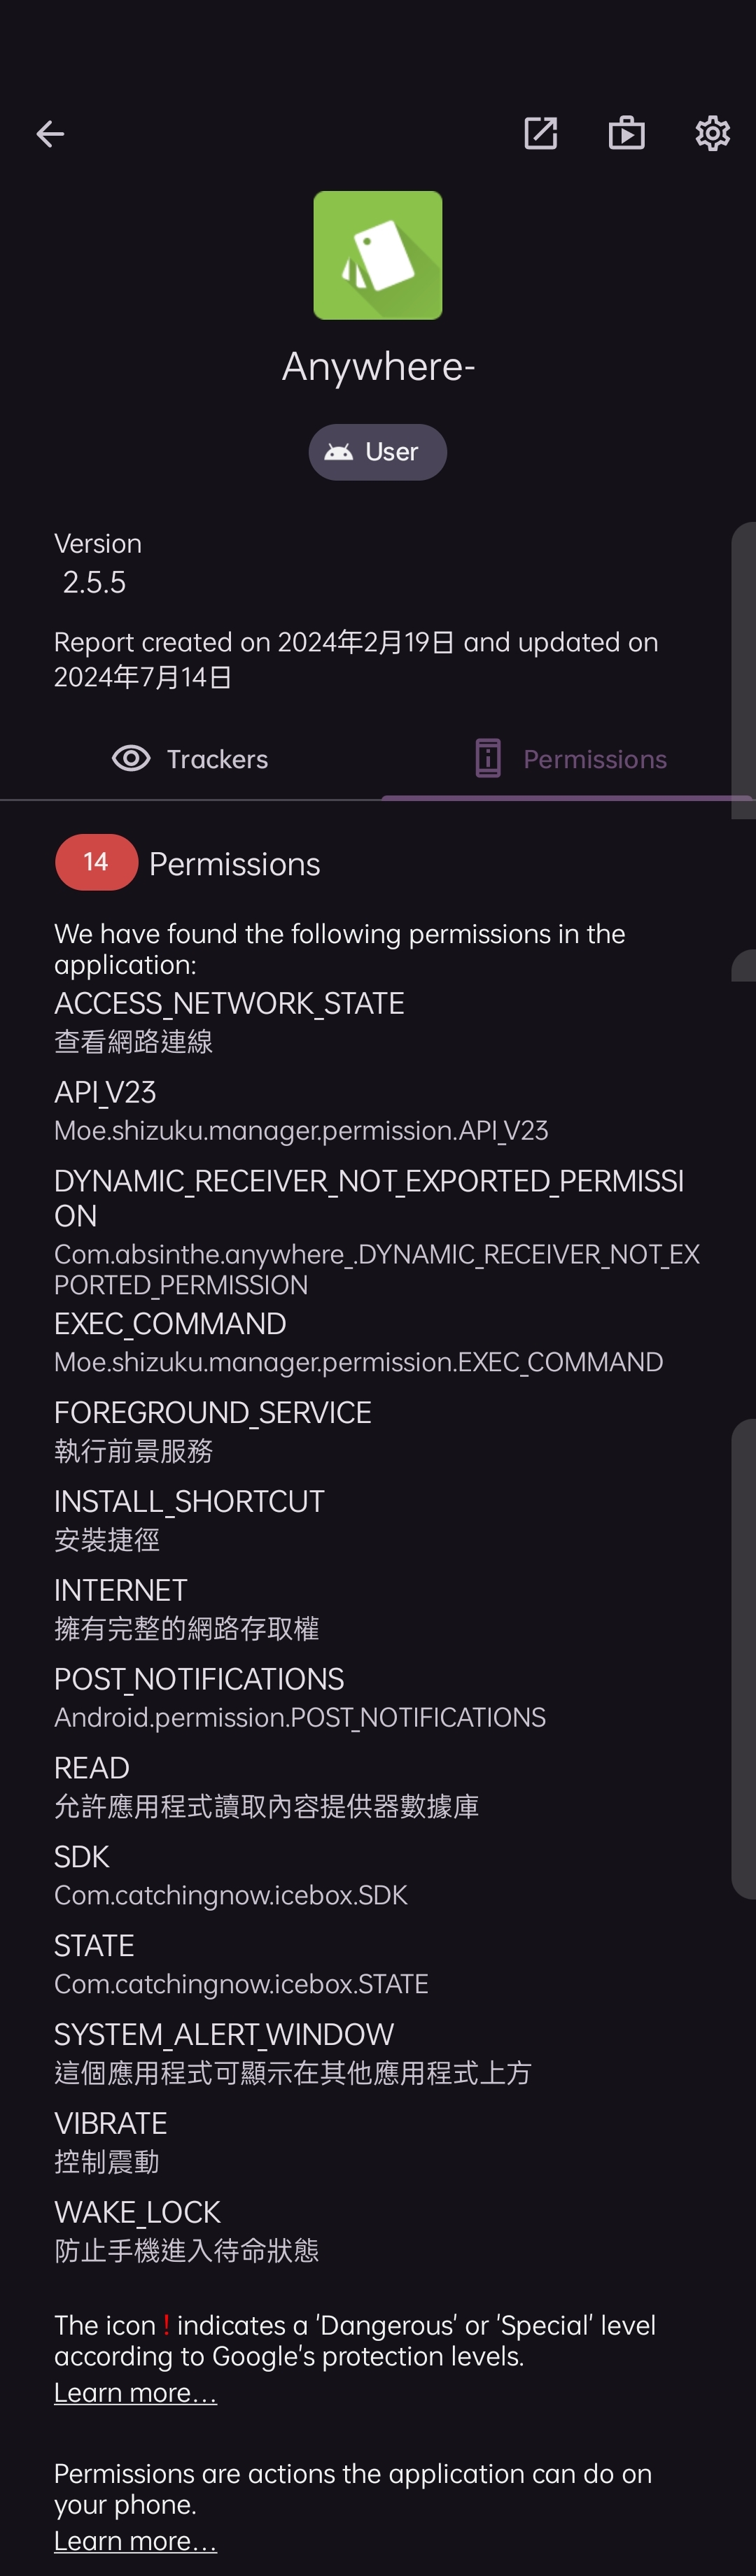 Anywhere-
User
Version
2.5.5
Report created on 2024年2月19日 and updated on
2024年7月14日
Trackers
Permissions
14 Permissions
We have found the following permissions in the
application:
ACCESS_NETWORK_STATE
查看網路連線
API_V23
Moe.shizuku.manager.permission.API_V23
DYNAMIC_RECEIVER_NOT_EXPORTED_PERMISSI
ON
Com.absinthe.anywhere_.DYNAMIC_RECEIVER_NOT_EX
PORTED_PERMISSION
EXEC_COMMAND
Moe.shizuku.manager.permission.EXEC_COMMAND
FOREGROUND_SERVICE
執行前景服務
INSTALL_SHORTCUT
安裝捷徑
INTERNET
擁有完整的網路存取權
POST_NOTIFICATIONS
Android.permission.POST_NOTIFICATIONS
READ
允許應用程式讀取內容提供器數據庫
SDK
Com.catchingnow.icebox.SDK
STATE
Com.catchingnow.icebox.STATE
SYSTEM_ALERT_WINDOW
這個應用程式可顯示在其他應用程式上方
VIBRATE
控制震動
WAKE_LOCK
防止手機進入待命狀態
The icon ! indicates a 'Dangerous' or 'Special' level
according to Google's protection levels.
Learn more...
Permissions are actions the application can do on
your phone.
Learn more...